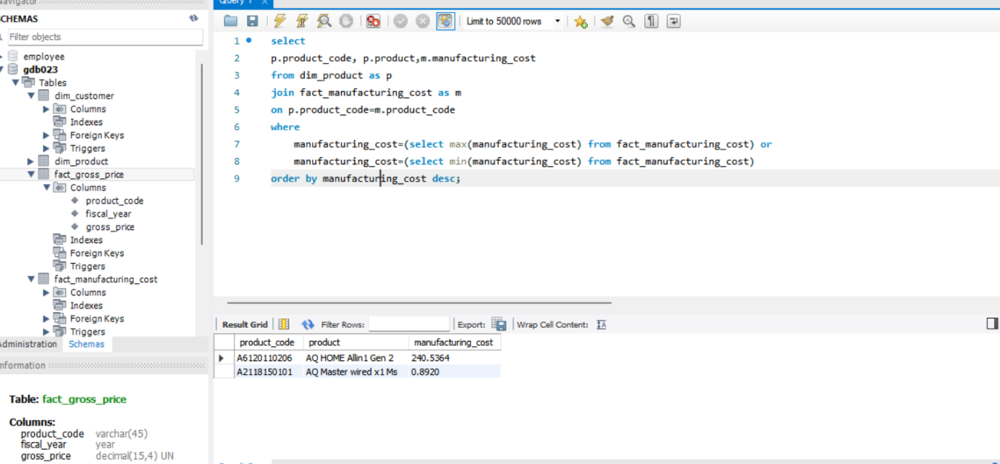 Navigator
Query 1 x
SCHEMAS
Filter objects
employee
gdb023
Tables
dim_customer
Columns
Indexes
Foreign Keys
Triggers
dim_product
fact_gross_price
Columns
product_code
fiscal_year
gross_price
Indexes
Foreign Keys
Triggers
fact_manufacturing_cost
Columns
Indexes
Foreign Keys
Triggers
Administration Schemas
Information
Table: fact_gross_price
Columns:
product_code varchar(45)
fiscal_year year
gross_price decimal(15,4) UN
Limit to 50000 rows
1 select
2 p.product_code, p.product,m.manufacturing_cost
3 from dim_product as p
4 join fact_manufacturing_cost as m
5 on p.product_code=m.product_code
6 where
7 manufacturing_cost=(select max(manufacturing_cost) from fact_manufacturing_cost) or
8 manufacturing_cost=(select min(manufacturing_cost) from fact_manufacturing_cost)
9 order by manufacturing_cost desc;
Result Grid Filter Rows: Export: Wrap Cell Content:
product_code product manufacturing_cost
A6120110206 AQ HOME Allin1 Gen 2 240.5364
A2118150101 AQ Master wired x1 Ms 0.8920